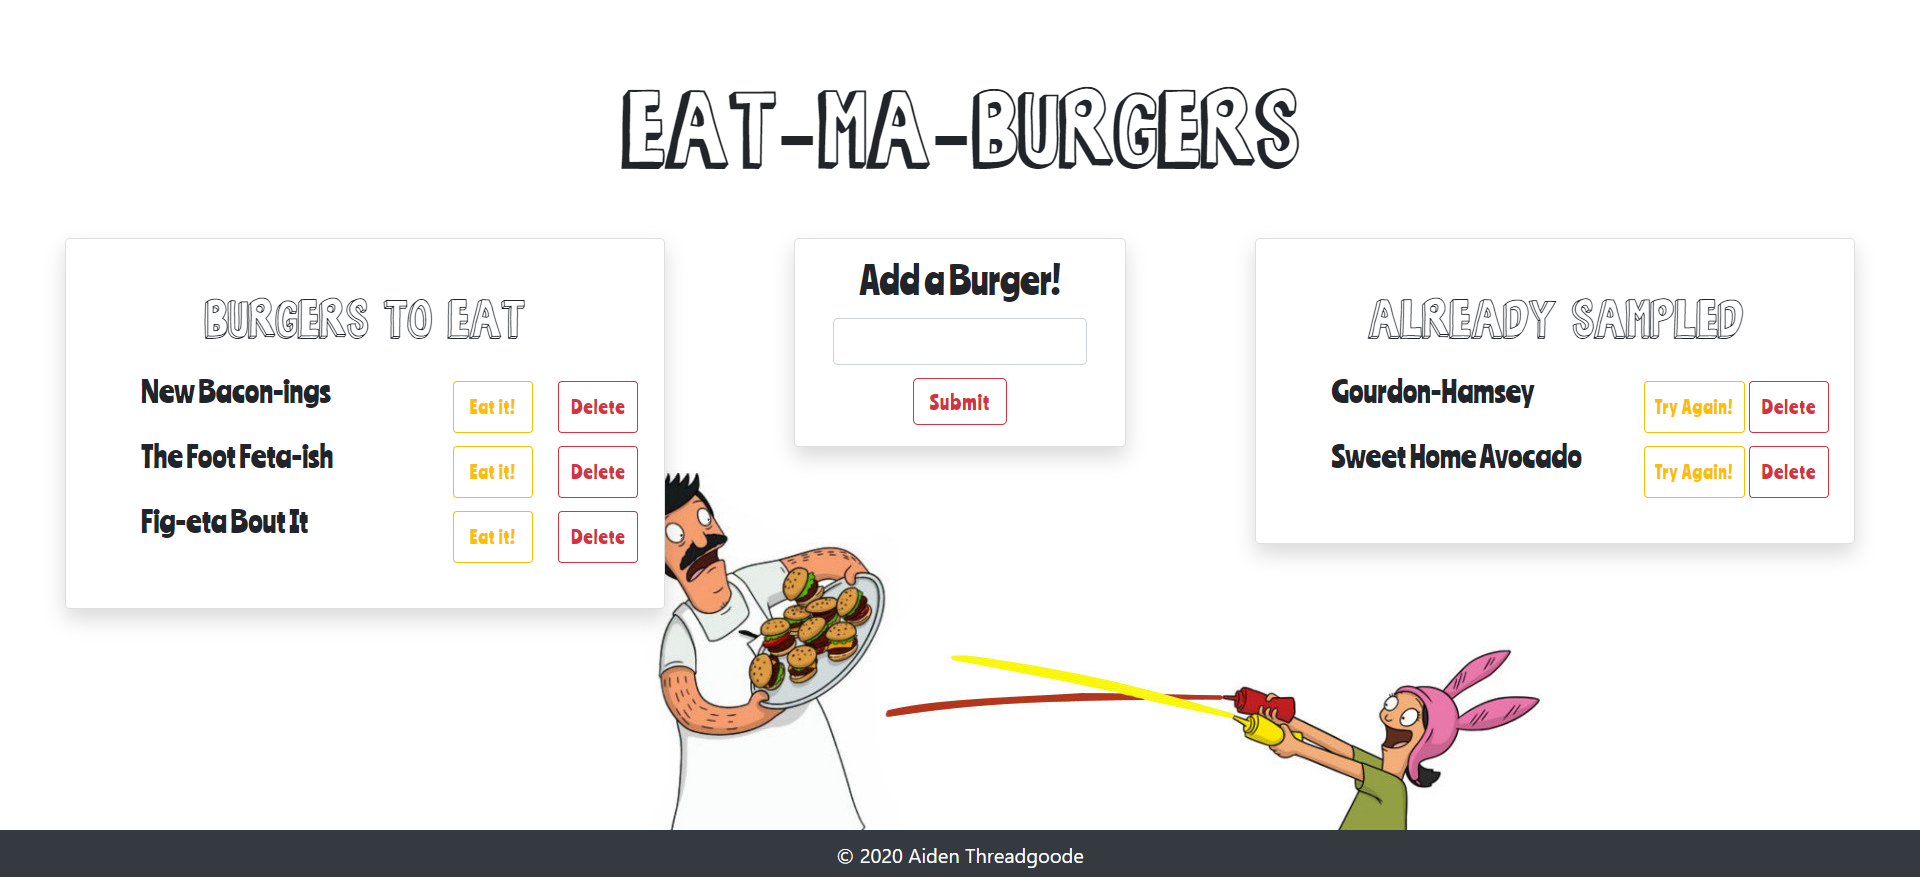 EAT-MA-BURGERS
BURGERS TO EAT
New Bacon-ings Eat it! Delete
The Foot Feta-ish Eat it! Delete
Fig-eta Bout It Eat it! Delete
Add a Burger!
Submit
ALREADY SAMPLED
Gourdon-Hamsey Try Again! Delete
Sweet Home Avocado Try Again! Delete
© 2020 Aiden Threadgoode